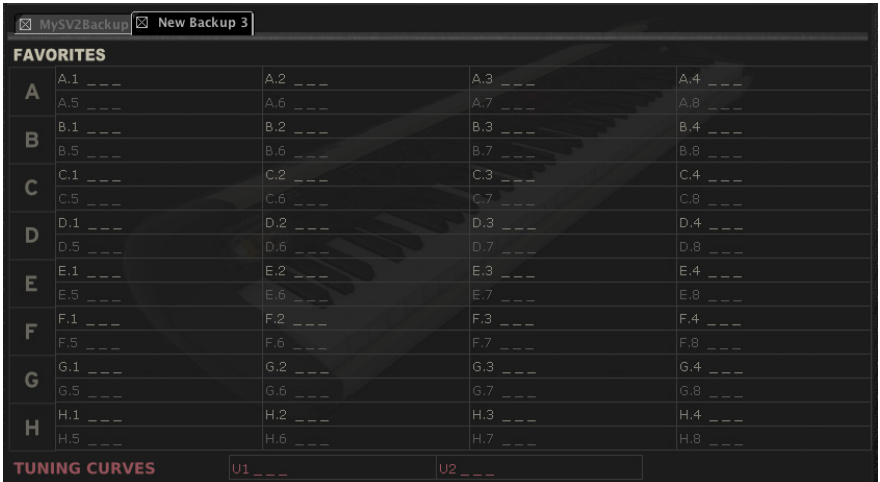 MySV2Backup New Backup 3
FAVORITES
A
A.1 _ _ _ A.2 _ _ _ A.3 _ _ _ A.4 _ _ _
A.5 _ _ _ A.6 _ _ _ A.7 _ _ _ A.8 _ _ _
B
B.1 _ _ _ B.2 _ _ _ B.3 _ _ _ B.4 _ _ _
B.5 _ _ _ B.6 _ _ _ B.7 _ _ _ B.8 _ _ _
C
C.1 _ _ _ C.2 _ _ _ C.3 _ _ _ C.4 _ _ _
C.5 _ _ _ C.6 _ _ _ C.7 _ _ _ C.8 _ _ _
D
D.1 _ _ _ D.2 _ _ _ D.3 _ _ _ D.4 _ _ _
D.5 _ _ _ D.6 _ _ _ D.7 _ _ _ D.8 _ _ _
E
E.1 _ _ _ E.2 _ _ _ E.3 _ _ _ E.4 _ _ _
E.5 _ _ _ E.6 _ _ _ E.7 _ _ _ E.8 _ _ _
F
F.1 _ _ _ F.2 _ _ _ F.3 _ _ _ F.4 _ _ _
F.5 _ _ _ F.6 _ _ _ F.7 _ _ _ F.8 _ _ _
G
G.1 _ _ _ G.2 _ _ _ G.3 _ _ _ G.4 _ _ _
G.5 _ _ _ G.6 _ _ _ G.7 _ _ _ G.8 _ _ _
H
H.1 _ _ _ H.2 _ _ _ H.3 _ _ _ H.4 _ _ _
H.5 _ _ _ H.6 _ _ _ H.7 _ _ _ H.8 _ _ _
TUNING CURVES U1 _ _ _ U2 _ _ _